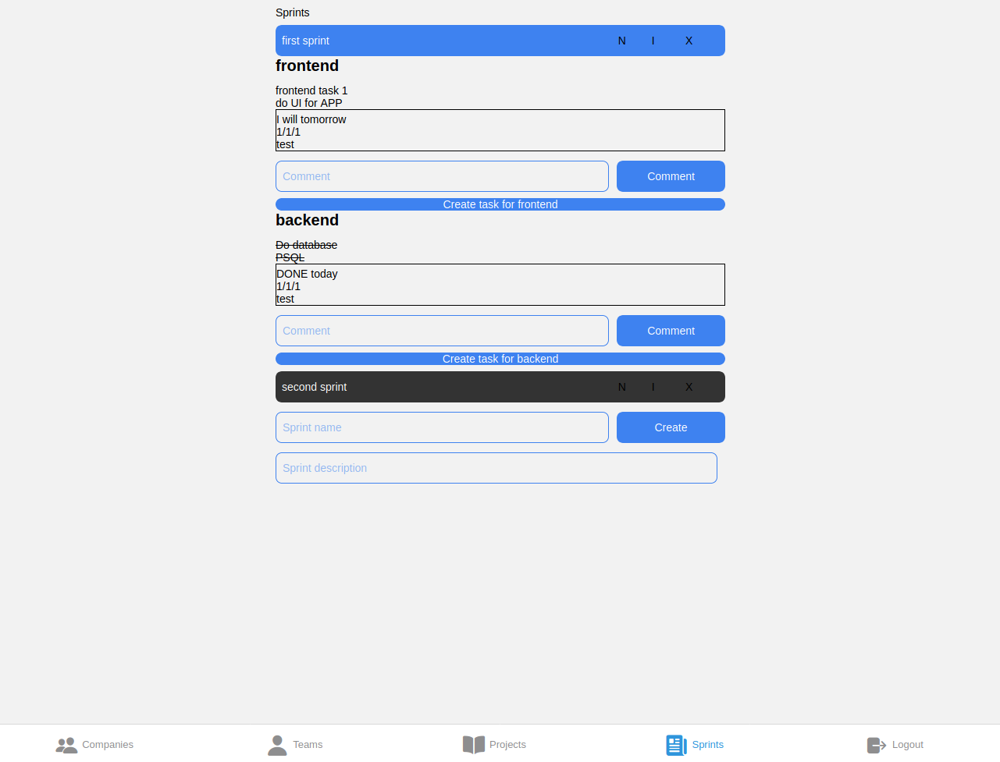 Sprints
first sprint N I X
frontend
frontend task 1
do UI for APP
I will tomorrow
1/1/1
test
Comment Comment
Create task for frontend
backend
Do database
PSQL
DONE today
1/1/1
test
Comment Comment
Create task for backend
second sprint N I X
Sprint name Create
Sprint description
Companies Teams Projects Sprints Logout